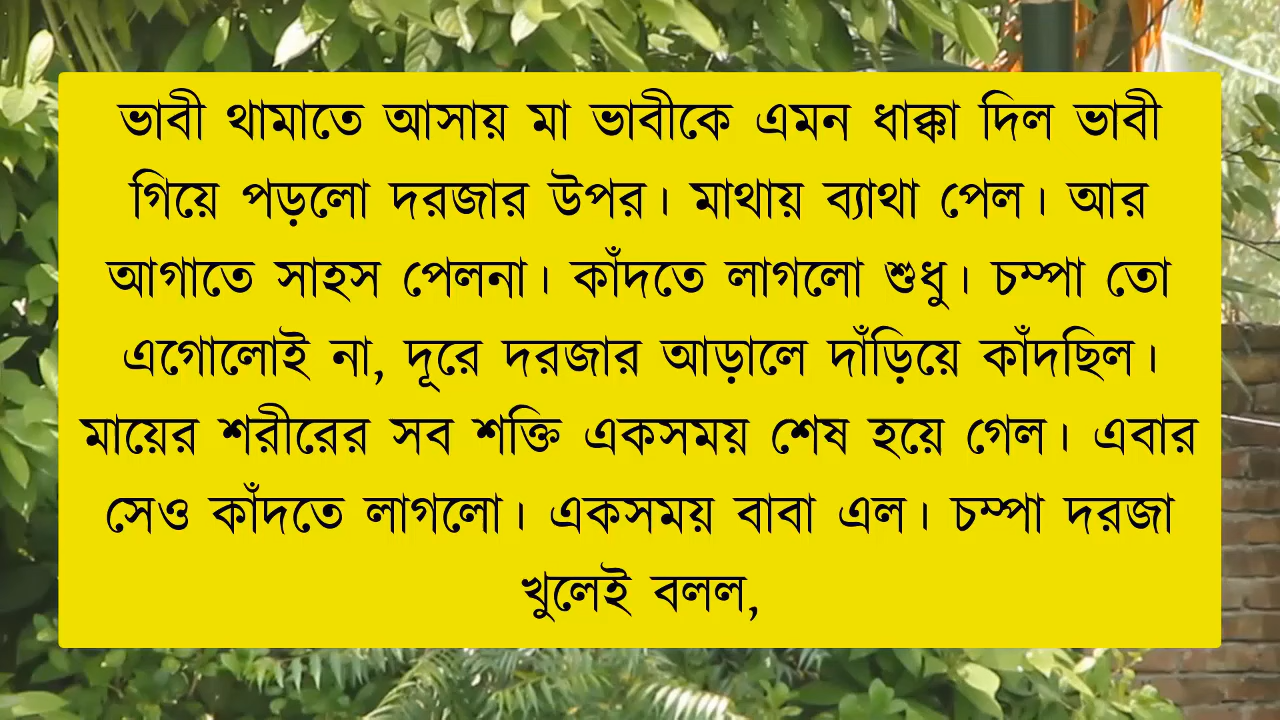 ভাবী থামাতে আসায় মা ভাবীকে এমন ধাক্কা দিল ভাবী
গিয়ে পড়লো দরজার উপর। মাথায় ব্যাথা পেল। আর
আগাতে সাহস পেলনা। কাঁদতে লাগলো শুধু। চম্পা তো
এগোলোই না, দূরে দরজার আড়ালে দাঁড়িয়ে কাঁদছিল।
মায়ের শরীরের সব শক্তি একসময় শেষ হয়ে গেল। এবার
সেও কাঁদতে লাগলো। একসময় বাবা এল। চম্পা দরজা
খুলেই বলল,